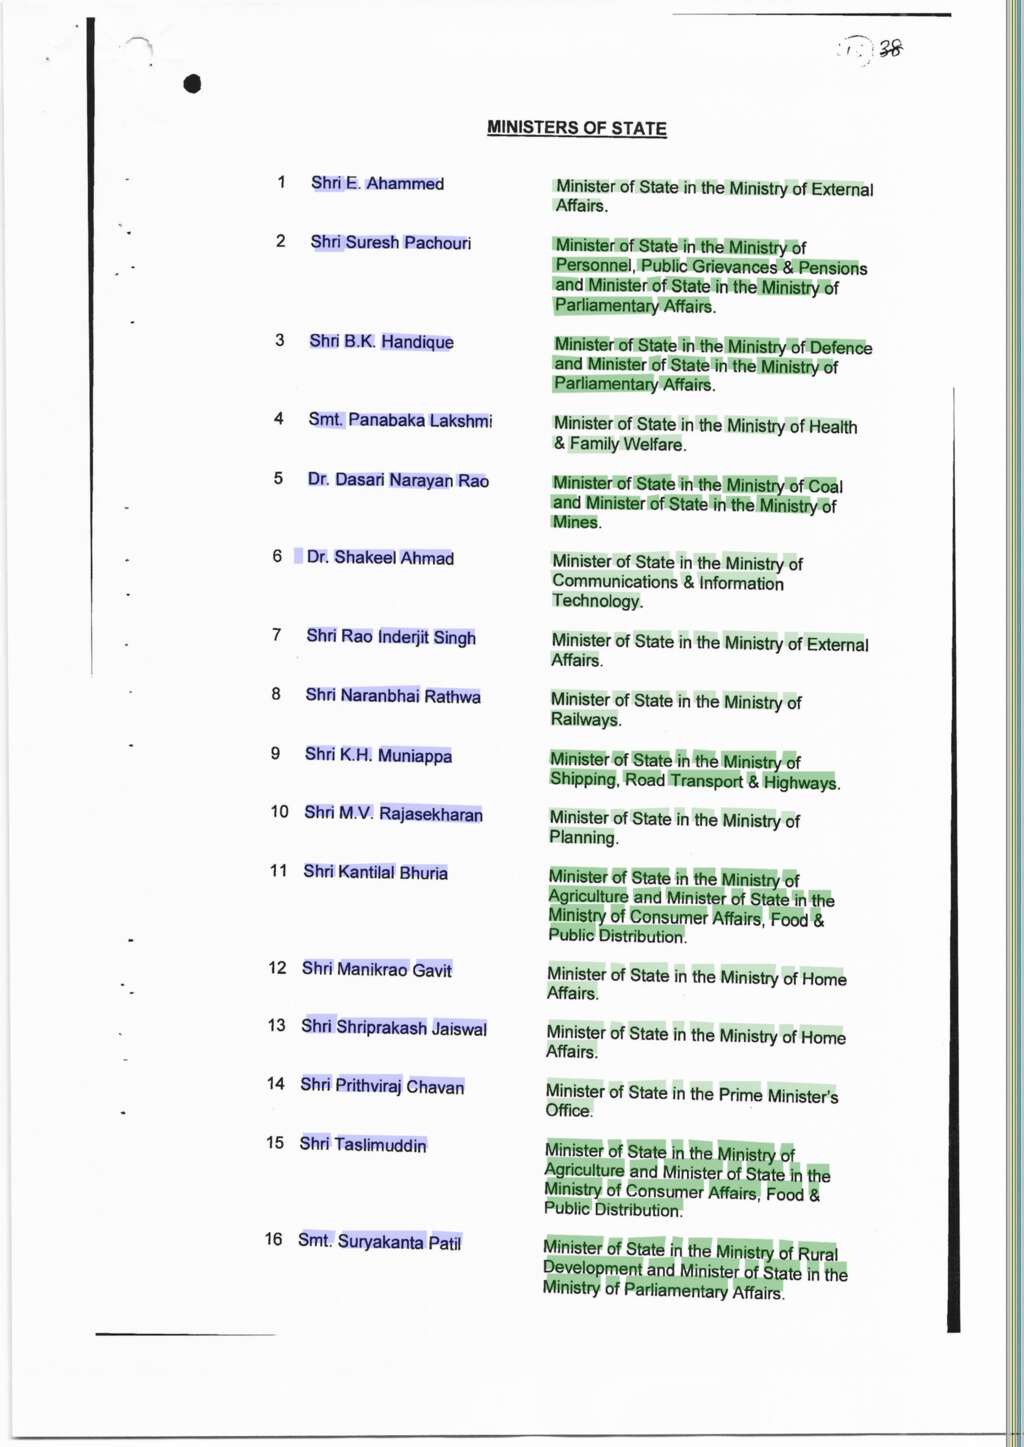 38
MINISTERS OF STATE
1 Shri E. Ahammed Minister of State in the Ministry of External
Affairs.
2 Shri Suresh Pachouri Minister of State in the Ministry of
Personnel, Public Grievances & Pensions
and Minister of State in the Ministry of
Parliamentary Affairs.
3 Shri B.K. Handique Minister of State in the Ministry of Defence
and Minister of State in the Ministry of
Parliamentary Affairs.
4 Smt. Panabaka Lakshmi Minister of State in the Ministry of Health
& Family Welfare.
5 Dr. Dasari Narayan Rao Minister of State in the Ministry of Coal
and Minister of State in the Ministry of
Mines.
6 Dr. Shakeel Ahmad Minister of State in the Ministry of
Communications & Information
Technology.
7 Shri Rao Inderjit Singh Minister of State in the Ministry of External
Affairs.
8 Shri Naranbhai Rathwa Minister of State in the Ministry of
Railways.
9 Shri K.H. Muniappa Minister of State in the Ministry of
Shipping, Road Transport & Highways.
10 Shri M.V. Rajasekharan Minister of State in the Ministry of
Planning.
11 Shri Kantilal Bhuria Minister of State in the Ministry of
Agriculture and Minister of State in the
Ministry of Consumer Affairs, Food &
Public Distribution.
12 Shri Manikrao Gavit Minister of State in the Ministry of Home
Affairs.
13 Shri Shriprakash Jaiswal Minister of State in the Ministry of Home
Affairs.
14 Shri Prithviraj Chavan Minister of State in the Prime Minister's
Office.
15 Shri Taslimuddin Minister of State in the Ministry of
Agriculture and Minister of State in the
Ministry of Consumer Affairs, Food &
Public Distribution.
16 Smt. Suryakanta Patil Minister of State in the Ministry of Rural
Development and Minister of State in the
Ministry of Parliamentary Affairs.